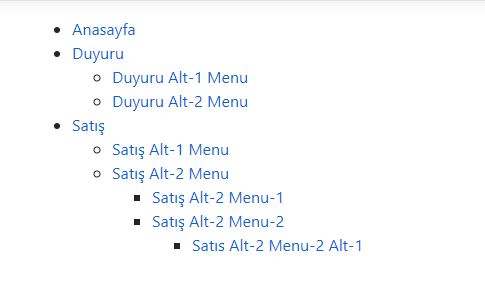 Anasayfa
Duyuru
Duyuru Alt-1 Menu
Duyuru Alt-2 Menu
Satış
Satış Alt-1 Menu
Satış Alt-2 Menu
Satış Alt-2 Menu-1
Satış Alt-2 Menu-2
Satıs Alt-2 Menu-2 Alt-1